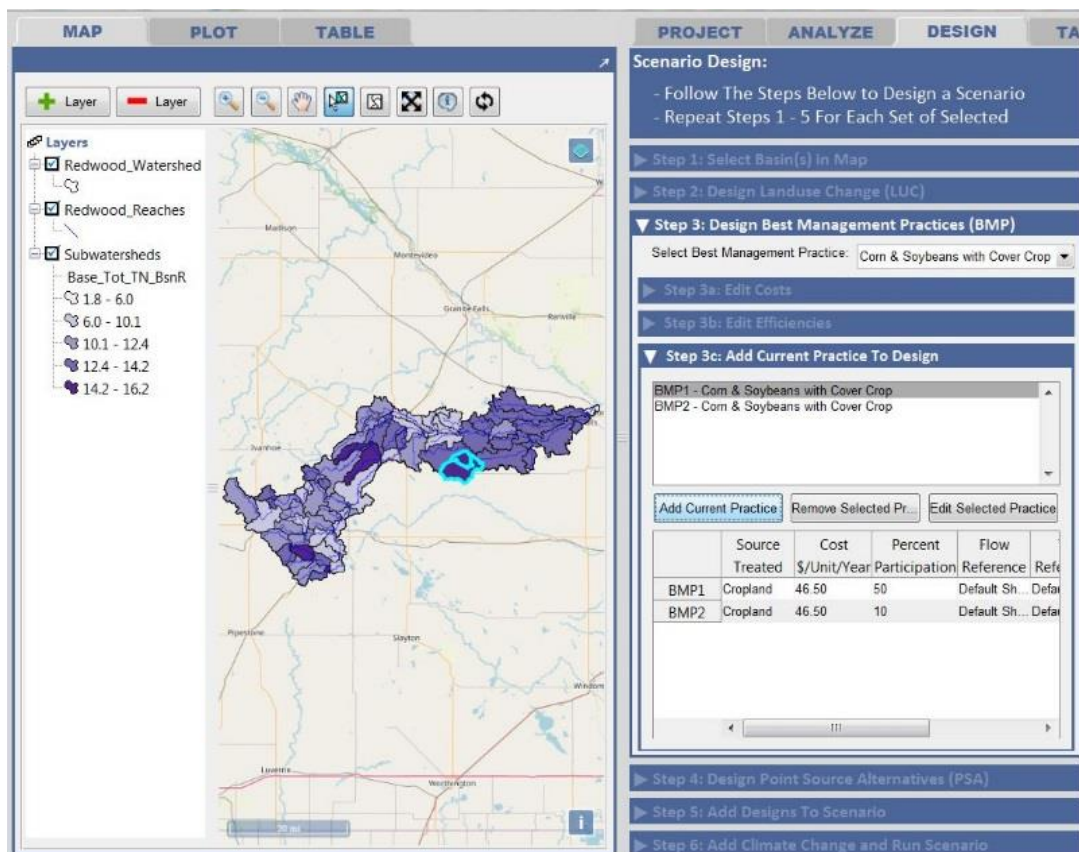 MAP PLOT TABLE
Layer Layer
Layers
Redwood_Watershed
Redwood_Reaches
Subwatersheds
Base_Tot_TN_BsnR
1.8 - 6.0
6.0 - 10.1
10.1 - 12.4
12.4 - 14.2
14.2 - 16.2
Madison
Montevideo
Granite Falls
Renville
Ivanhoe
Pipestone
Slayton
Windom
Luverne
Worthington
20 mi
PROJECT ANALYZE DESIGN TA
Scenario Design:
- Follow The Steps Below to Design a Scenario
- Repeat Steps 1 - 5 For Each Set of Selected
Step 1: Select Basin(s) in Map
Step 2: Design Landuse Change (LUC)
Step 3: Design Best Management Practices (BMP)
Select Best Management Practice: Corn & Soybeans with Cover Crop
Step 3a: Edit Costs
Step 3b: Edit Efficiencies
Step 3c: Add Current Practice To Design
BMP1 - Corn & Soybeans with Cover Crop
BMP2 - Corn & Soybeans with Cover Crop
Add Current Practice Remove Selected Pr... Edit Selected Practice
Source Cost Percent Flow
Treated $/Unit/Year Participation Reference Refe
BMP1 Cropland 46.50 50 Default Sh... Defau
BMP2 Cropland 46.50 10 Default Sh... Defau
Step 4: Design Point Source Alternatives (PSA)
Step 5: Add Designs To Scenario
Step 6: Add Climate Change and Run Scenario